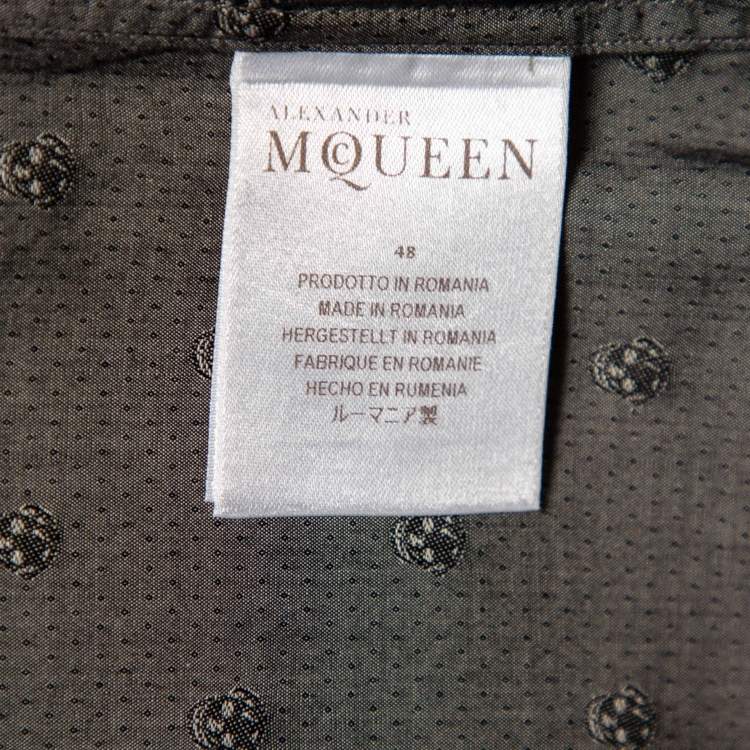 ALEXANDER
MCQUEEN
48
PRODOTTO IN ROMANIA
MADE IN ROMANIA
HERGESTELLT IN ROMANIA
FABRIQUE EN ROMANIE
HECHO EN RUMENIA
ルーマニア製